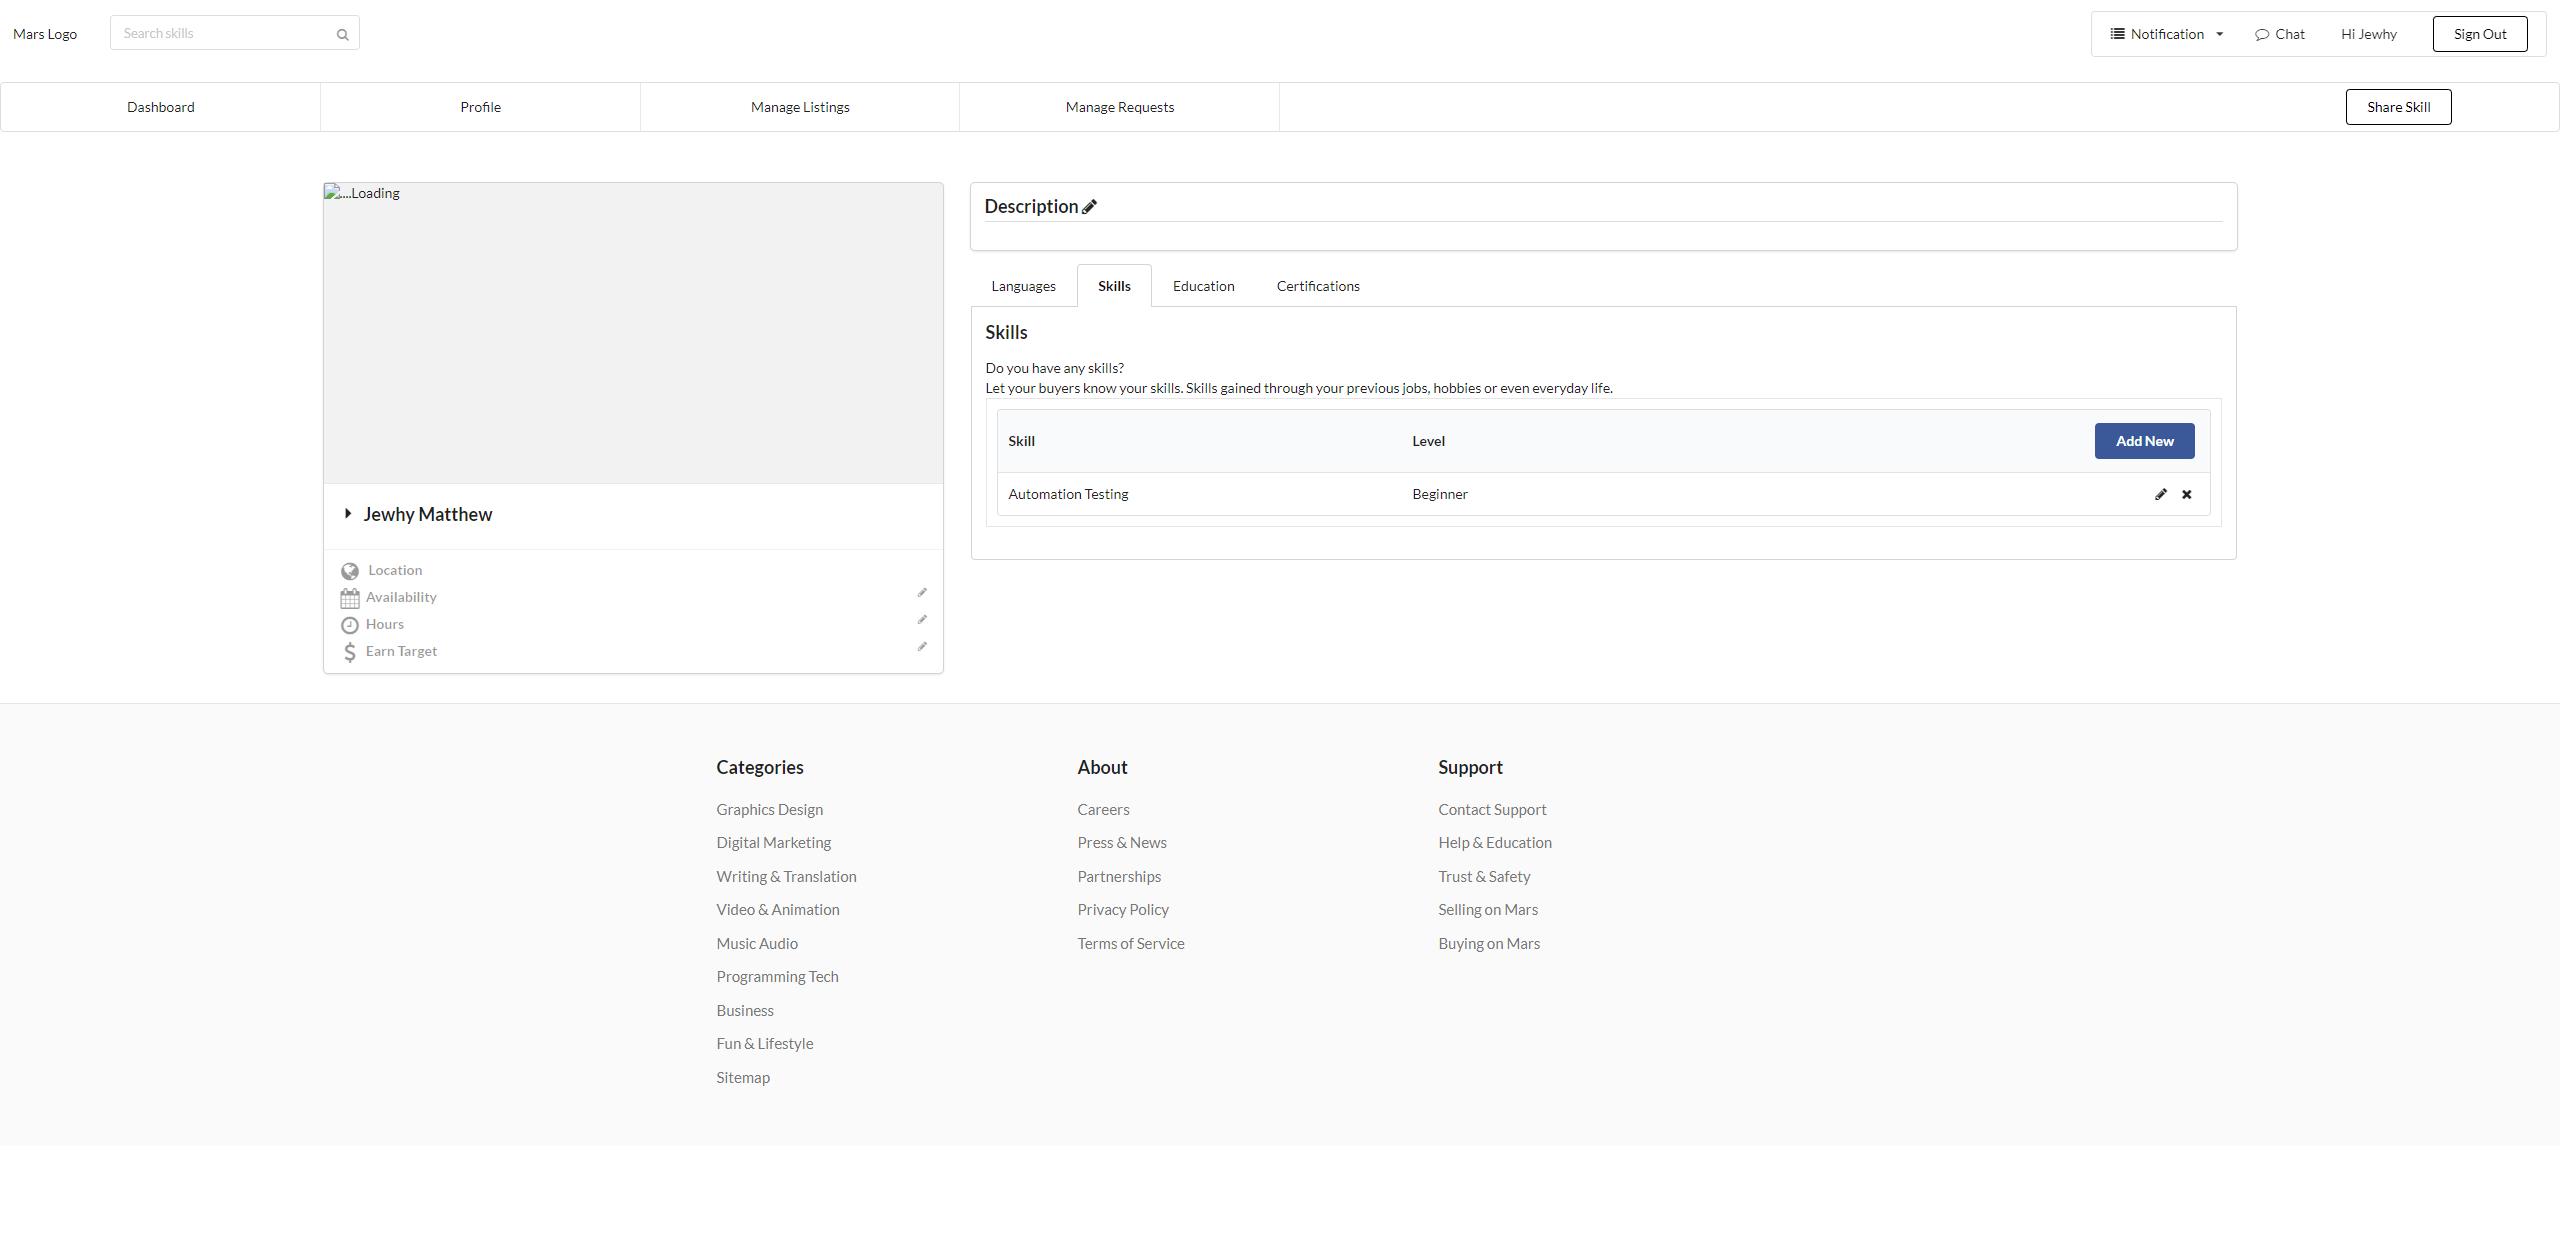 Mars Logo
Search skills
Notification
Chat
Hi Jewhy
Sign Out
Dashboard
Profile
Manage Listings
Manage Requests
Share Skill
....Loading
Jewhy Matthew
Location
Availability
Hours
Earn Target
Description
Languages
Skills
Education
Certifications
Skills
Do you have any skills?
Let your buyers know your skills. Skills gained through your previous jobs, hobbies or even everyday life.
Skill
Level
Add New
Automation Testing
Beginner
Categories
Graphics Design
Digital Marketing
Writing & Translation
Video & Animation
Music Audio
Programming Tech
Business
Fun & Lifestyle
Sitemap
About
Careers
Press & News
Partnerships
Privacy Policy
Terms of Service
Support
Contact Support
Help & Education
Trust & Safety
Selling on Mars
Buying on Mars